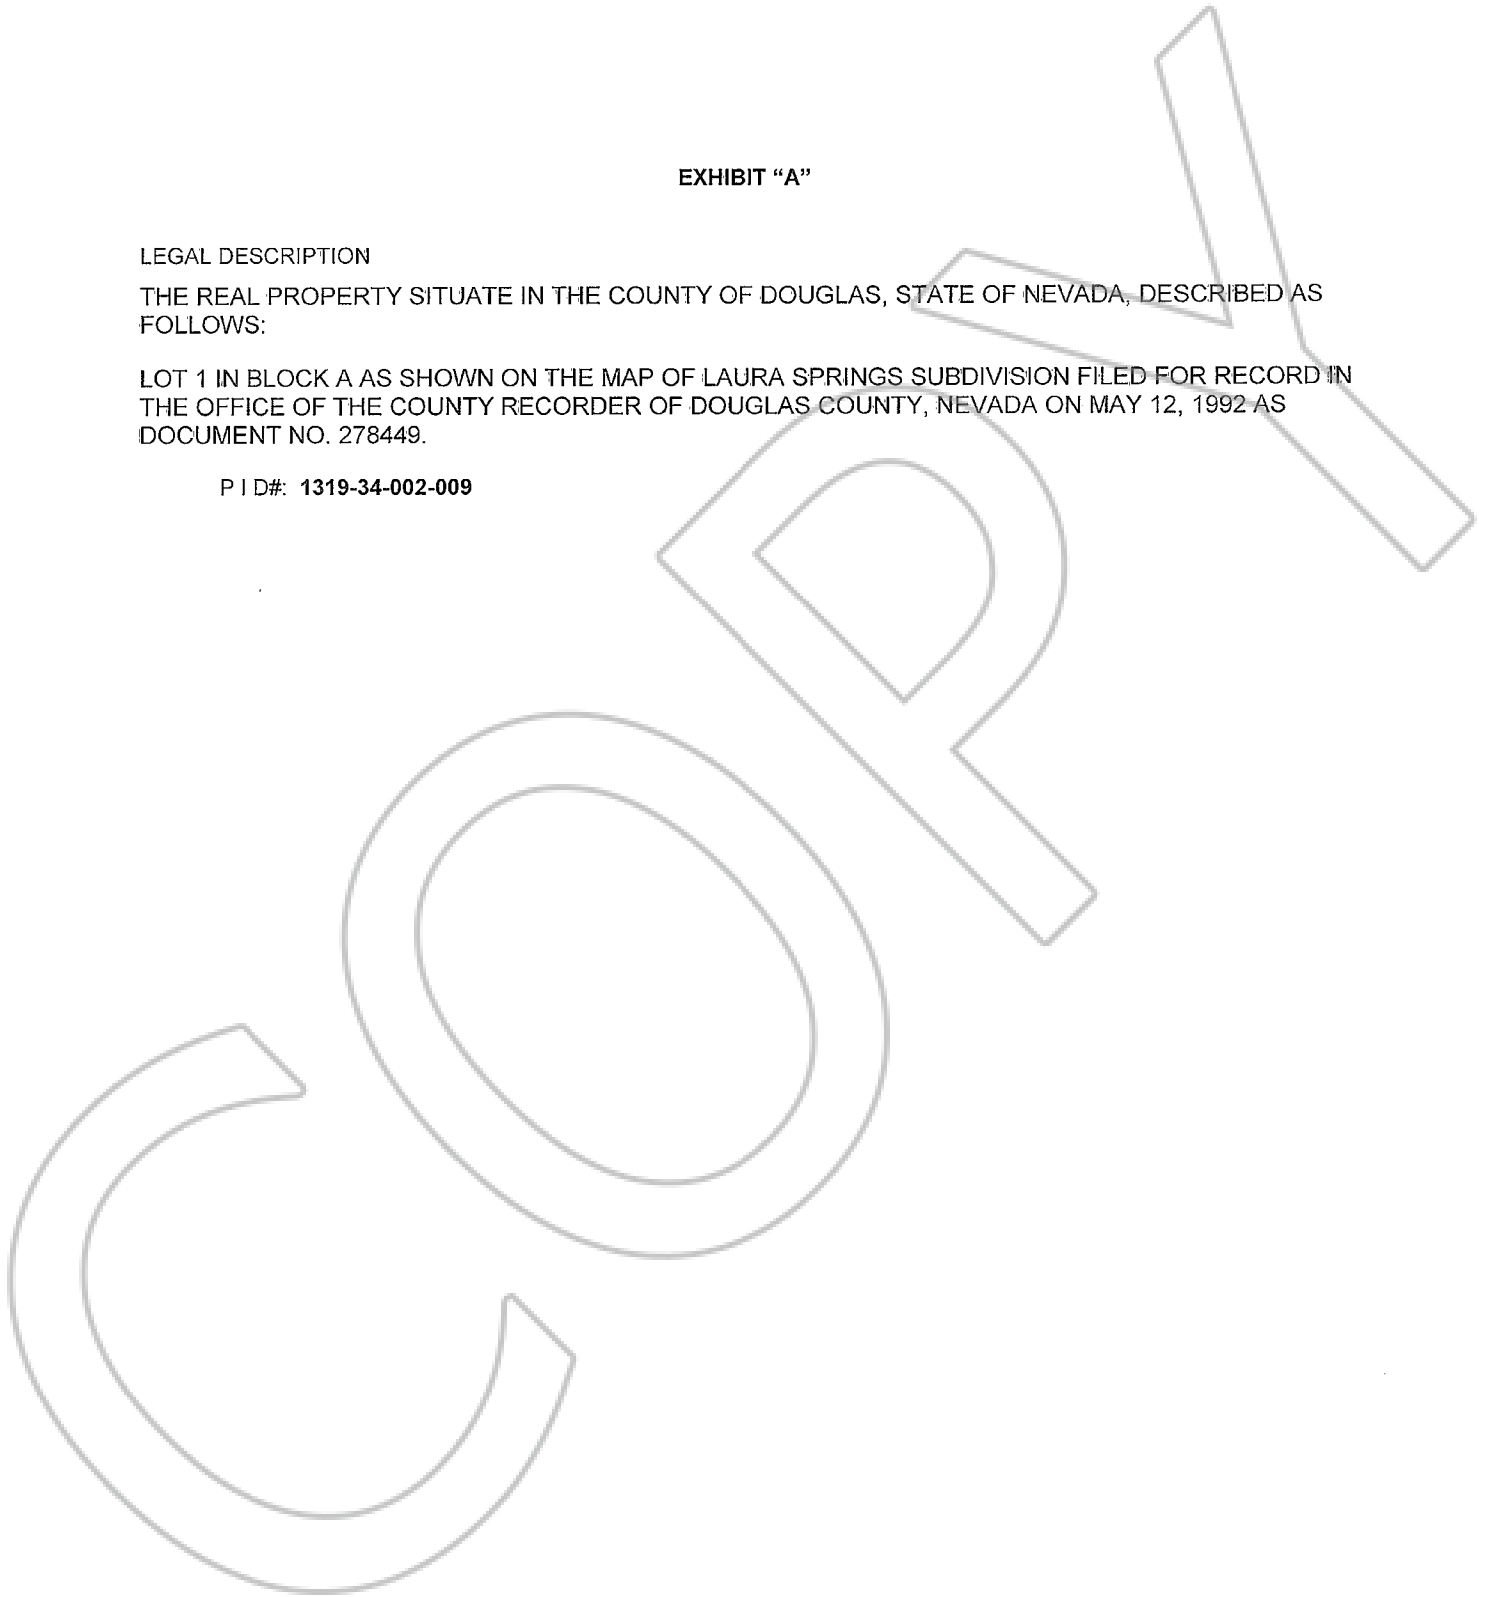 EXHIBIT “A”
LEGAL DESCRIPTION
THE REAL PROPERTY SITUATE IN THE COUNTY OF DOUGLAS, STATE OF NEVADA, DESCRIBED AS
FOLLOWS:
LOT 1 IN BLOCK A AS SHOWN ON THE MAP OF LAURA SPRINGS SUBDIVISION FILED FOR RECORD IN
THE OFFICE OF THE COUNTY RECORDER OF DOUGLAS COUNTY, NEVADA ON MAY 12, 1992 AS
DOCUMENT NO. 278449.
P I D#: 1319-34-002-009
COPY